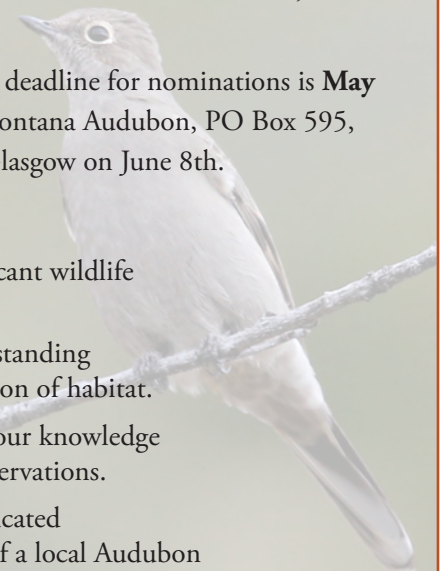 deadline for nominations is May
ontana Audubon, PO Box 595,
lasgow on June 8th.
cant wildlife
standing
on of habitat.
our knowledge
ervations.
icated
f a local Audubon